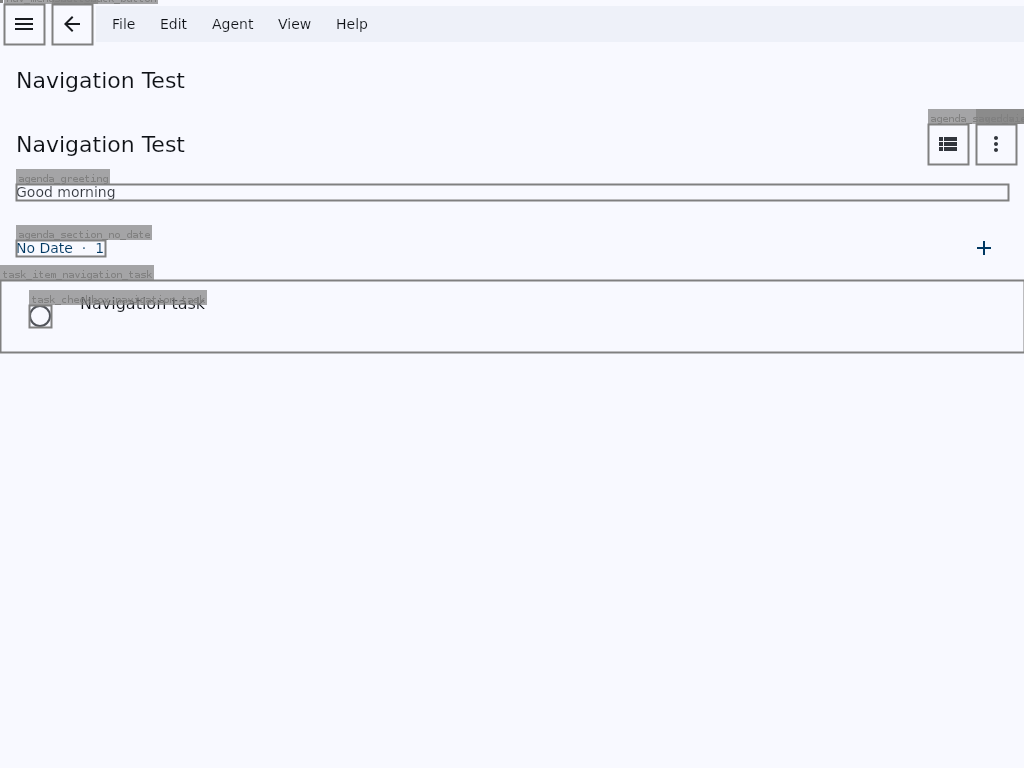 File Edit Agent View Help
Navigation Test
Navigation Test
agenda_greeting
Good morning
agenda_section_no_date
No Date · 1
task_item_navigation_task
task_checkbox_navigation_task
Navigation task